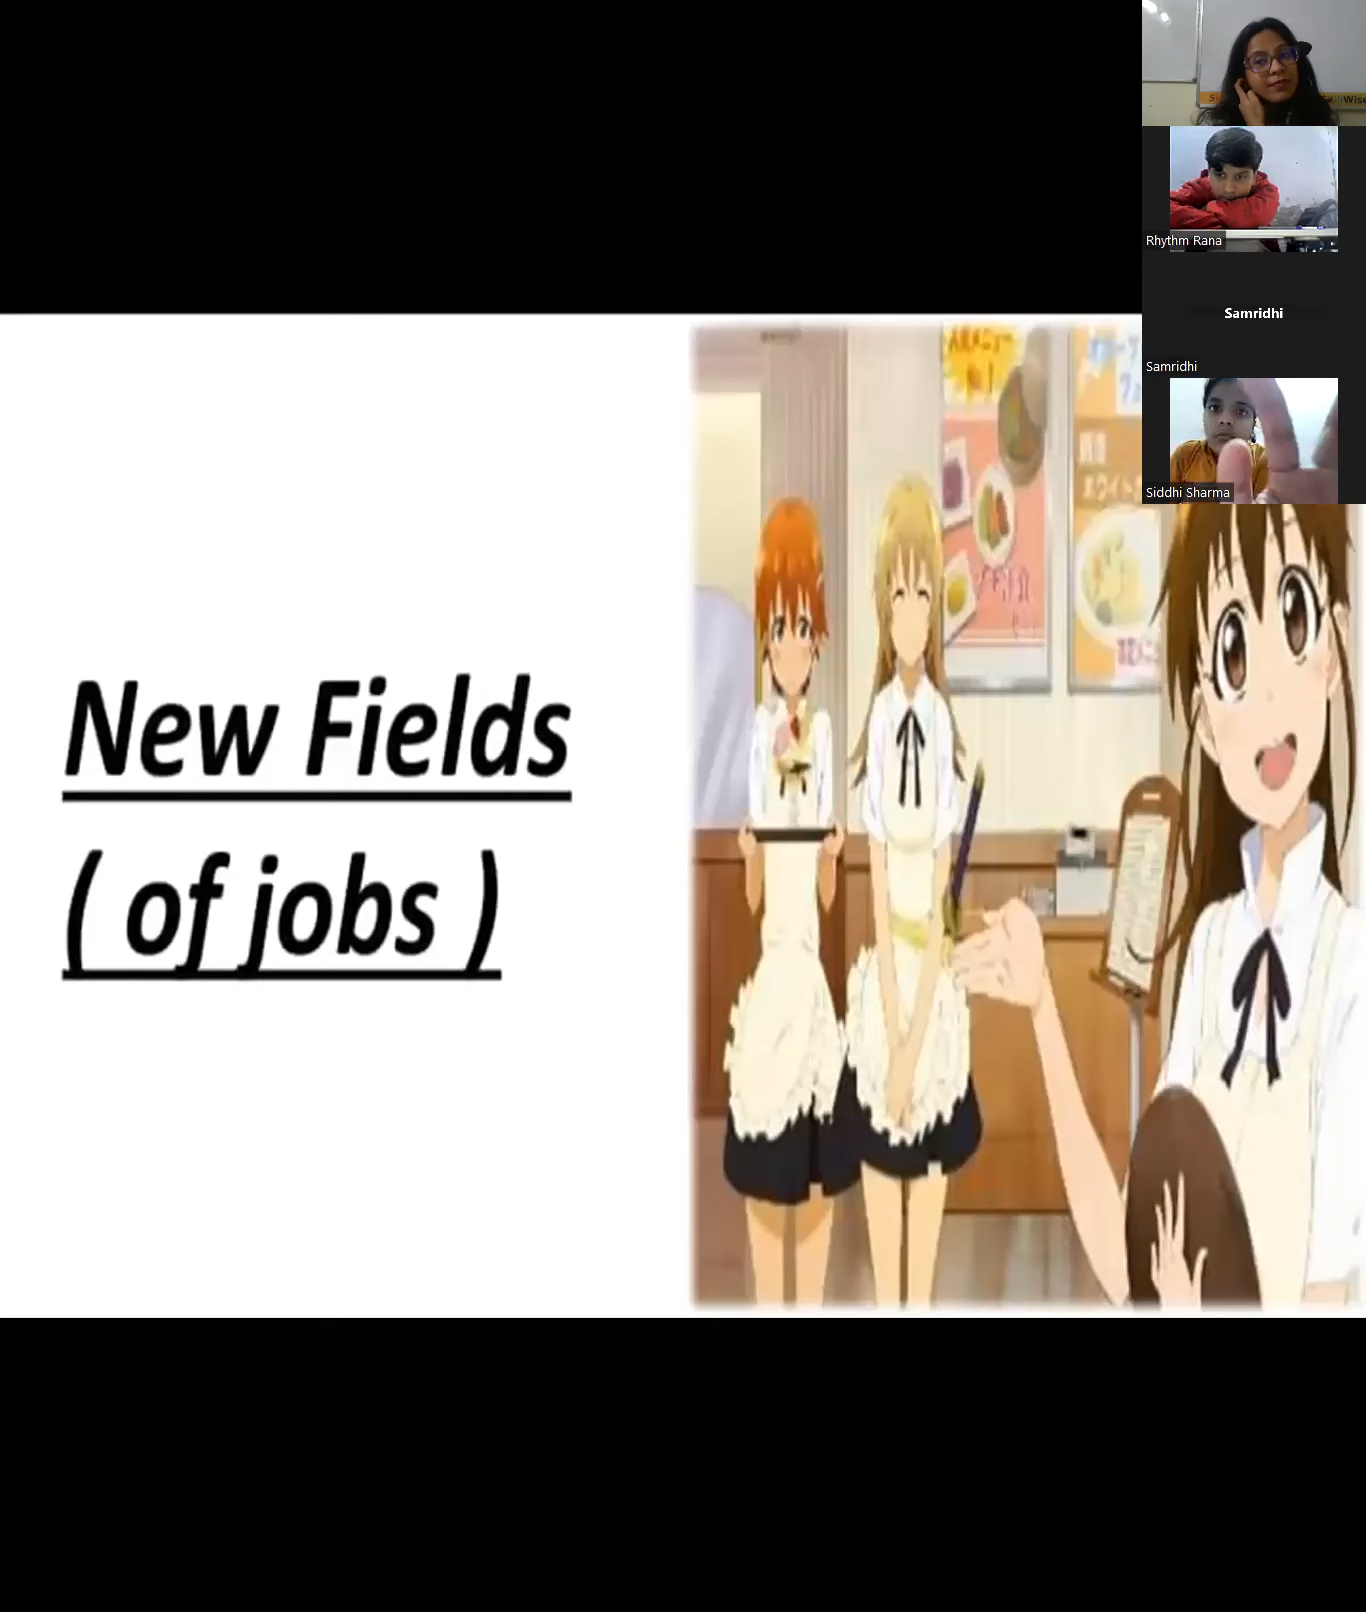 New Fields
( of jobs )
Rhythm Rana
Samridhi
Samridhi
Siddhi Sharma